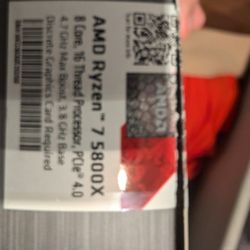 AMD Ryzen™ 7 5800X
8 Core, 16 Thread Processor, PCIe® 4.0
4.7 GHz Max Boost, 3.8 GHz Base
Discrete Graphics Card Required
AMD